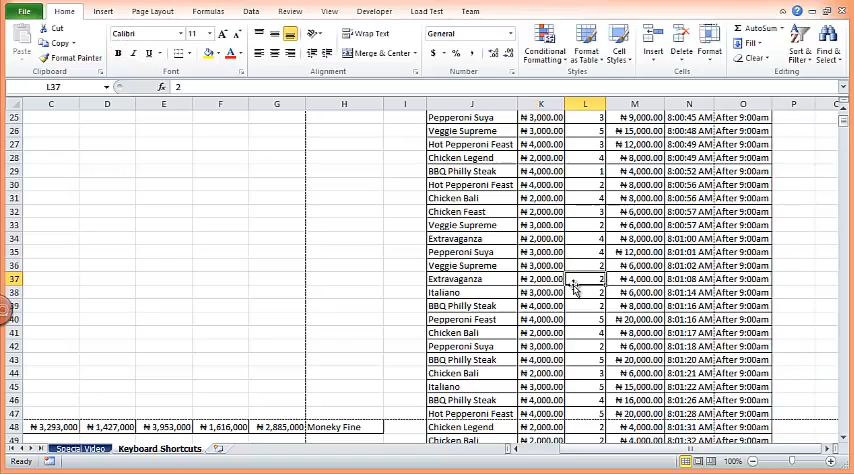 File Home Insert Page Layout Formulas Data Review View Developer Load Test Team
Paste Cut Copy Format Painter Clipboard
Calibri 11 B I U A Font
Wrap Text Merge & Center Alignment
General $ % , Number
Conditional Formatting Format as Table Cell Styles Styles
Insert Delete Format Cells
Σ AutoSum Fill Clear Sort & Filter Find & Select Editing
L37 fx 2
C D E F G H I J K L M N O P
25 Pepperoni Suya ₦ 3,000.00 3 ₦ 9,000.00 8:00:45 AM After 9:00am
26 Veggie Supreme ₦ 3,000.00 5 ₦ 15,000.00 8:00:48 AM After 9:00am
27 Hot Pepperoni Feast ₦ 4,000.00 3 ₦ 12,000.00 8:00:49 AM After 9:00am
28 Chicken Legend ₦ 2,000.00 4 ₦ 8,000.00 8:00:49 AM After 9:00am
29 BBQ Philly Steak ₦ 4,000.00 1 ₦ 4,000.00 8:00:52 AM After 9:00am
30 Hot Pepperoni Feast ₦ 4,000.00 2 ₦ 8,000.00 8:00:56 AM After 9:00am
31 Chicken Bali ₦ 2,000.00 4 ₦ 8,000.00 8:00:56 AM After 9:00am
32 Chicken Feast ₦ 2,000.00 3 ₦ 6,000.00 8:00:57 AM After 9:00am
33 Veggie Supreme ₦ 3,000.00 2 ₦ 6,000.00 8:00:57 AM After 9:00am
34 Extravaganza ₦ 2,000.00 4 ₦ 8,000.00 8:01:00 AM After 9:00am
35 Pepperoni Suya ₦ 3,000.00 4 ₦ 12,000.00 8:01:01 AM After 9:00am
36 Veggie Supreme ₦ 3,000.00 2 ₦ 6,000.00 8:01:02 AM After 9:00am
37 Extravaganza ₦ 2,000.00 2 ₦ 4,000.00 8:01:08 AM After 9:00am
38 Italiano ₦ 3,000.00 2 ₦ 6,000.00 8:01:14 AM After 9:00am
39 BBQ Philly Steak ₦ 4,000.00 2 ₦ 8,000.00 8:01:16 AM After 9:00am
40 Pepperoni Feast ₦ 4,000.00 5 ₦ 20,000.00 8:01:16 AM After 9:00am
41 Chicken Bali ₦ 2,000.00 4 ₦ 8,000.00 8:01:17 AM After 9:00am
42 Pepperoni Suya ₦ 3,000.00 2 ₦ 6,000.00 8:01:18 AM After 9:00am
43 BBQ Philly Steak ₦ 4,000.00 5 ₦ 20,000.00 8:01:20 AM After 9:00am
44 Chicken Bali ₦ 2,000.00 3 ₦ 6,000.00 8:01:21 AM After 9:00am
45 Italiano ₦ 3,000.00 5 ₦ 15,000.00 8:01:22 AM After 9:00am
46 BBQ Philly Steak ₦ 4,000.00 4 ₦ 16,000.00 8:01:26 AM After 9:00am
47 Hot Pepperoni Feast ₦ 4,000.00 5 ₦ 20,000.00 8:01:28 AM After 9:00am
48 ₦ 3,293,000 ₦ 1,427,000 ₦ 3,953,000 ₦ 1,616,000 ₦ 2,885,000 Moneky Fine Chicken Legend ₦ 2,000.00 2 ₦ 4,000.00 8:01:31 AM After 9:00am
49 Chicken Bali ₦ 2,000.00 2 ₦ 4,000.00 8:01:32 AM After 9:00am
Special Video Keyboard Shortcuts
Ready 100%